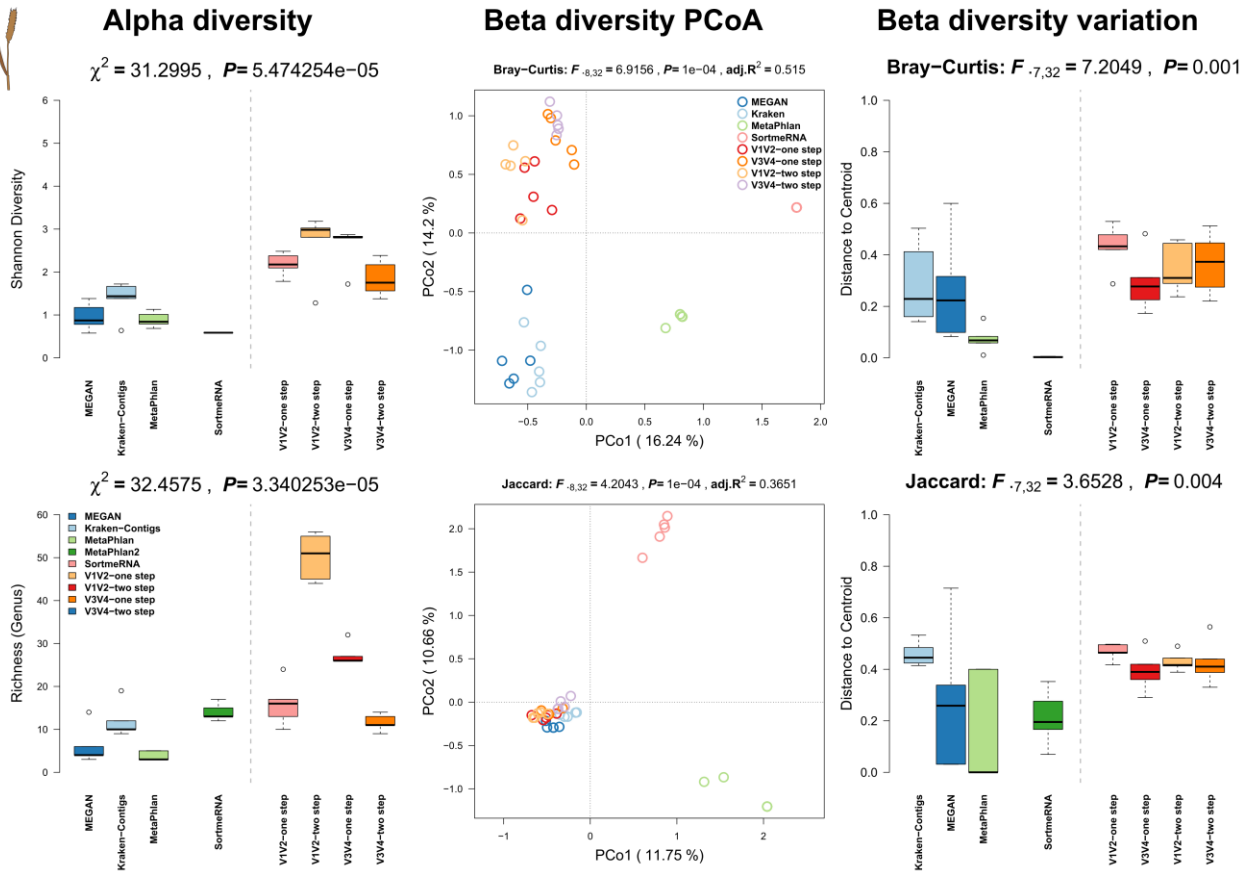 Alpha diversity
Beta diversity PCoA
Beta diversity variation
χ² = 31.2995 , P= 5.474254e−05
Bray−Curtis: F ·8,32 = 6.9156 , P= 1e−04 , adj.R² = 0.515
Bray−Curtis: F ·7,32 = 7.2049 , P= 0.001
Shannon Diversity
6
5
4
3
2
1
0
MEGAN
Kraken−Contigs
MetaPhlan
SortmeRNA
V1V2−one step
V1V2−two step
V3V4−one step
V3V4−two step
PCo2 ( 14.2 %)
1.0
0.5
0.0
−0.5
−1.0
MEGAN
Kraken
MetaPhlan
SortmeRNA
V1V2−one step
V3V4−one step
V1V2−two step
V3V4−two step
−0.5
0.0
0.5
1.0
1.5
2.0
PCo1 ( 16.24 %)
Distance to Centroid
1.0
0.8
0.6
0.4
0.2
0.0
Kraken−Contigs
MEGAN
MetaPhlan
SortmeRNA
V1V2−one step
V3V4−one step
V1V2−two step
V3V4−two step
χ² = 32.4575 , P= 3.340253e−05
Jaccard: F ·8,32 = 4.2043 , P= 1e−04 , adj.R² = 0.3651
Jaccard: F ·7,32 = 3.6528 , P= 0.004
Richness (Genus)
60
50
40
30
20
10
0
MEGAN
Kraken−Contigs
MetaPhlan
MetaPhlan2
SortmeRNA
V1V2−one step
V1V2−two step
V3V4−one step
V3V4−two step
MEGAN
Kraken−Contigs
MetaPhlan
SortmeRNA
V1V2−one step
V1V2−two step
V3V4−one step
V3V4−two step
PCo2 ( 10.66 %)
2.0
1.5
1.0
0.5
0.0
−0.5
−1.0
−1
0
1
2
PCo1 ( 11.75 %)
Distance to Centroid
1.0
0.8
0.6
0.4
0.2
0.0
Kraken−Contigs
MEGAN
MetaPhlan
SortmeRNA
V1V2−one step
V3V4−one step
V1V2−two step
V3V4−two step